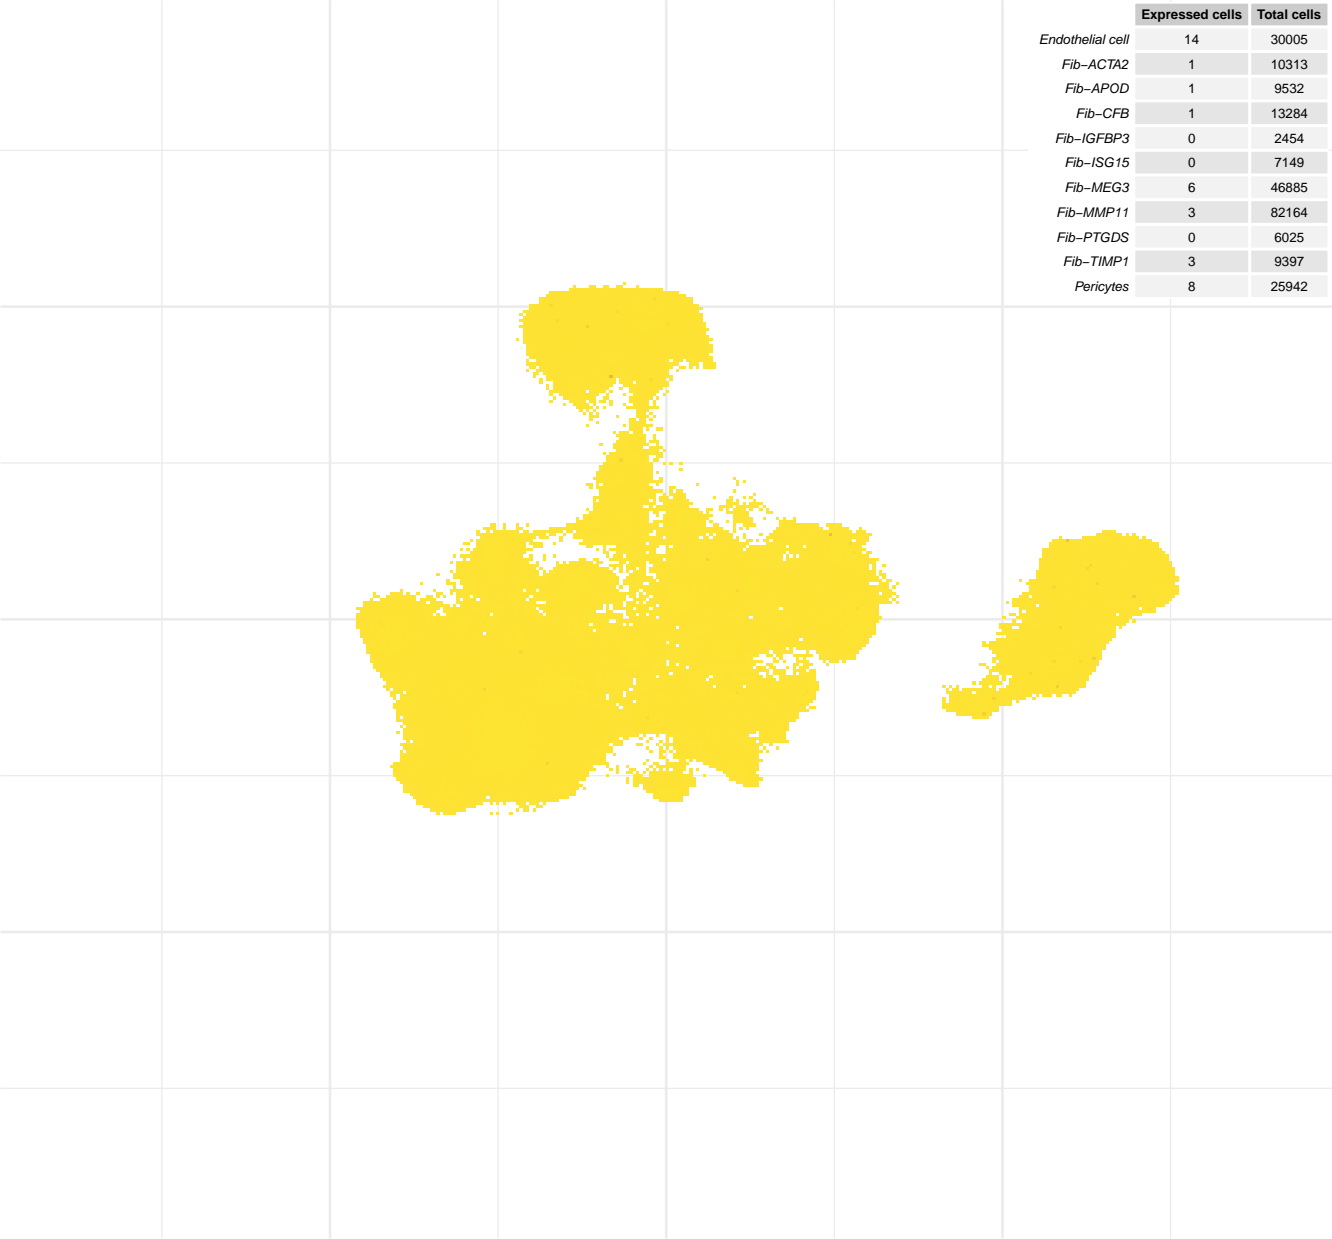 Expressed cells Total cells
Endothelial cell 14 30005
Fib−ACTA2 1 10313
Fib−APOD 1 9532
Fib−CFB 1 13284
Fib−IGFBP3 0 2454
Fib−ISG15 0 7149
Fib−MEG3 6 46885
Fib−MMP11 3 82164
Fib−PTGDS 0 6025
Fib−TIMP1 3 9397
Pericytes 8 25942